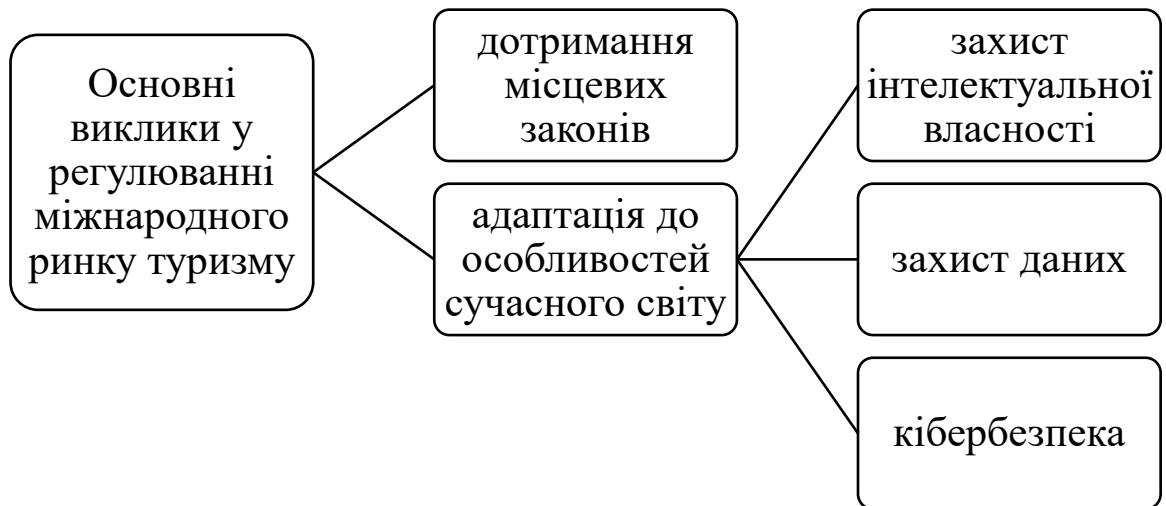 Основні
виклики у
регулюванні
міжнародного
ринку туризму
дотримання
місцевих
законів
адаптація до
особливостей
сучасного світу
захист
інтелектуальної
власності
захист даних
кібербезпека